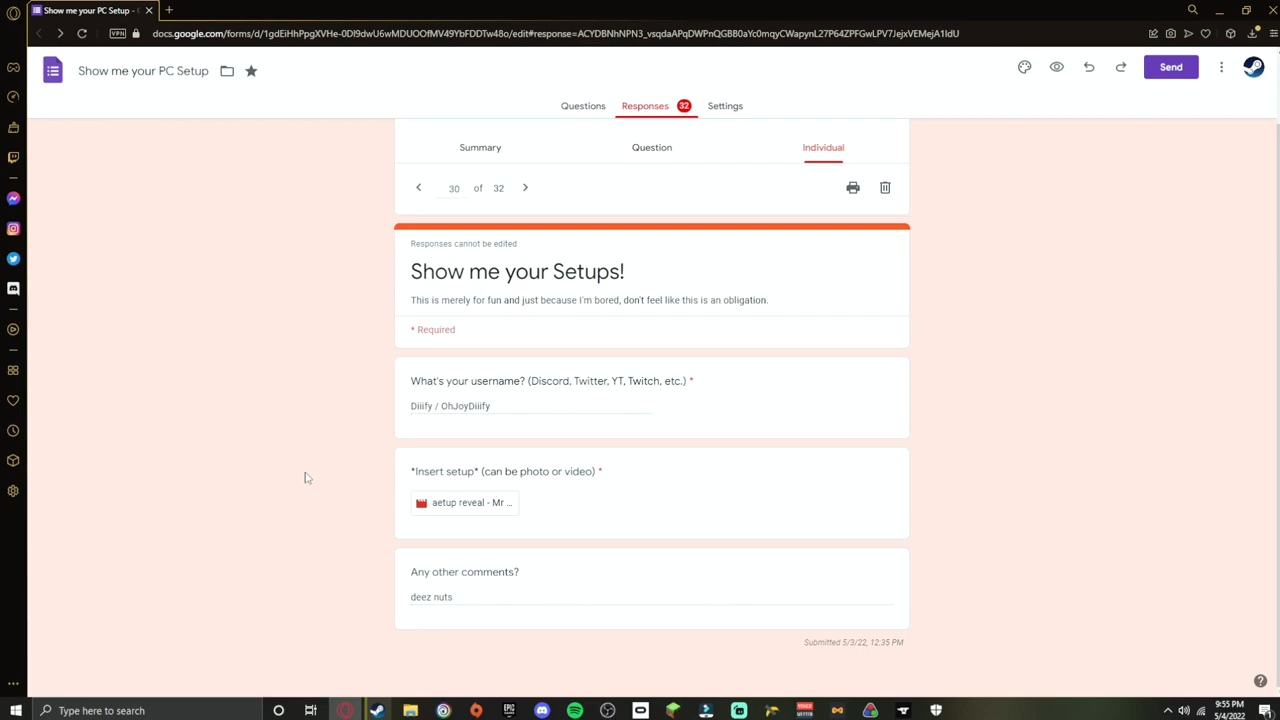 Show me your PC Setup - G
VPN
docs.google.com/forms/d/1gdEiHhPpgXVHe-0DI9dwU6wMDUOOfMV49YbFDDTw48o/edit#response=ACYDBNhNPN3_vsqdaAPqDWPnQGBB0aYc0mqyCWapynL27P64ZPFGwLPV7JejxVEMejA1IdU
Show me your PC Setup
Send
Questions Responses 32 Settings
Summary Question Individual
30 of 32
Responses cannot be edited
Show me your Setups!
This is merely for fun and just because I'm bored, don't feel like this is an obligation.
* Required
What's your username? (Discord, Twitter, YT, Twitch, etc.) *
Diiify / OhJoyDiiify
*Insert setup* (can be photo or video) *
aetup reveal - Mr ...
Any other comments?
deez nuts
Submitted 5/3/22, 12:35 PM
Type here to search
EPIC GAMES
9:55 PM
5/4/2022